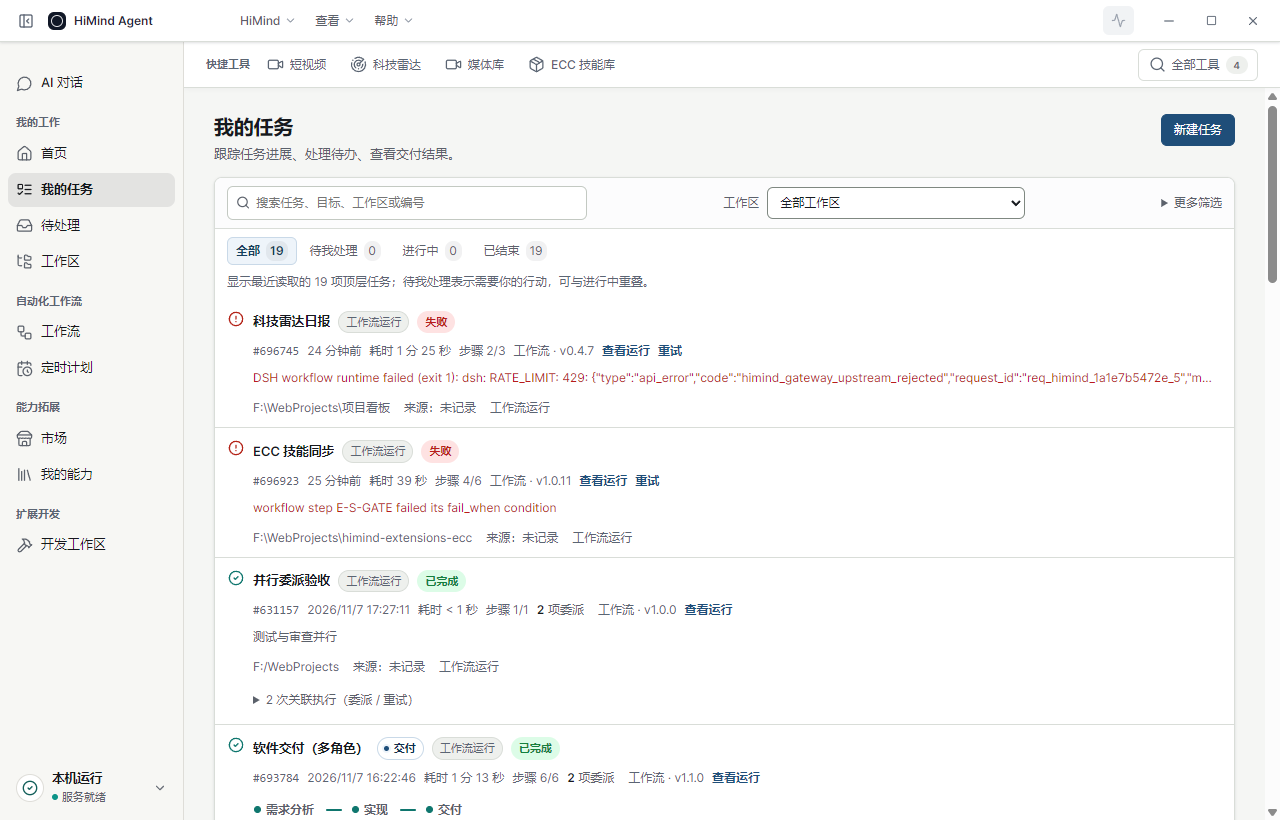 HiMind Agent HiMind 查看 帮助
快捷工具 短视频 科技雷达 媒体库 ECC 技能库 全部工具 4
AI 对话
我的工作
首页
我的任务
待处理
工作区
自动化工作流
工作流
定时计划
能力拓展
市场
我的能力
扩展开发
开发工作区
本机运行
服务就绪
我的任务
新建任务
跟踪任务进展、处理待办、查看交付结果。
搜索任务、目标、工作区或编号 工作区 全部工作区 更多筛选
全部 19 待我处理 0 进行中 0 已结束 19
显示最近读取的 19 项顶层任务；待我处理表示需要你的行动，可与进行中重叠。
科技雷达日报 工作流运行 失败
#696745 24 分钟前 耗时 1 分 25 秒 步骤 2/3 工作流 · v0.4.7 查看运行 重试
DSH workflow runtime failed (exit 1): dsh: RATE_LIMIT: 429: {"type":"api_error","code":"himind_gateway_upstream_rejected","request_id":"req_himind_1a1e7b5472e_5","m...
F:\WebProjects\项目看板 来源：未记录 工作流运行
ECC 技能同步 工作流运行 失败
#696923 25 分钟前 耗时 39 秒 步骤 4/6 工作流 · v1.0.11 查看运行 重试
workflow step E-S-GATE failed its fail_when condition
F:\WebProjects\himind-extensions-ecc 来源：未记录 工作流运行
并行委派验收 工作流运行 已完成
#631157 2026/11/7 17:27:11 耗时 < 1 秒 步骤 1/1 2 项委派 工作流 · v1.0.0 查看运行
测试与审查并行
F:/WebProjects 来源：未记录 工作流运行
2 次关联执行（委派 / 重试）
软件交付（多角色） 交付 工作流运行 已完成
#693784 2026/11/7 16:22:46 耗时 1 分 13 秒 步骤 6/6 2 项委派 工作流 · v1.1.0 查看运行
需求分析 实现 交付